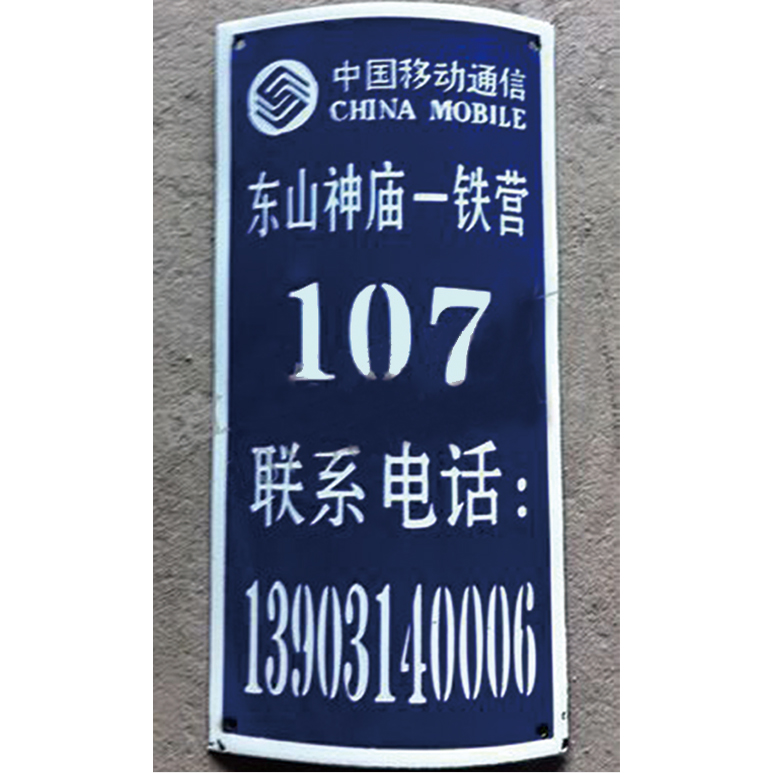 中国移动通信
CHINA MOBILE
东山神庙一铁营
107
联系电话:
13903140006